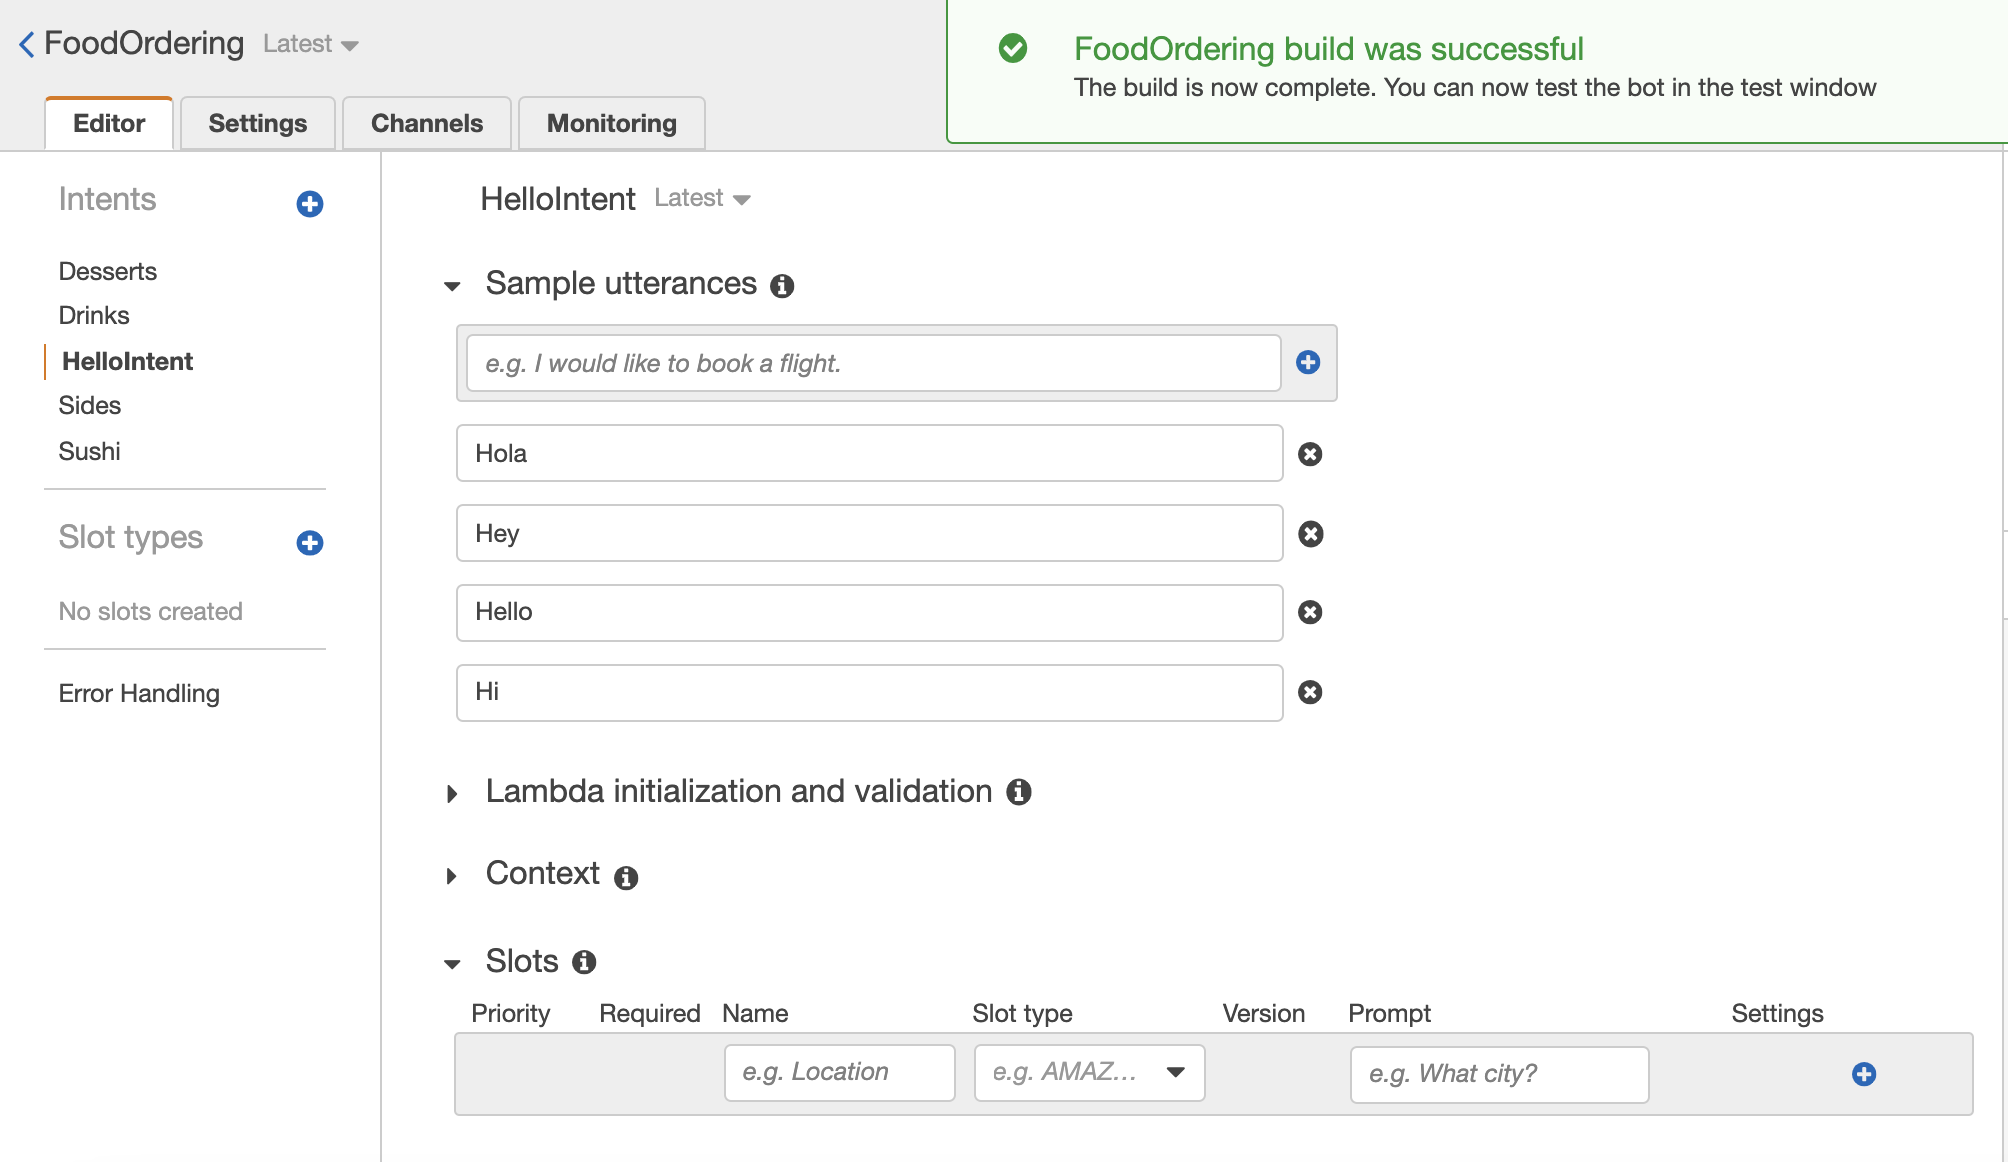 FoodOrdering Latest
FoodOrdering build was successful
The build is now complete. You can now test the bot in the test window
Editor Settings Channels Monitoring
Intents
Desserts
Drinks
HelloIntent
Sides
Sushi
Slot types
No slots created
Error Handling
HelloIntent Latest
Sample utterances
e.g. I would like to book a flight.
Hola
Hey
Hello
Hi
Lambda initialization and validation
Context
Slots
Priority Required Name Slot type Version Prompt Settings
e.g. Location e.g. AMAZ... e.g. What city?